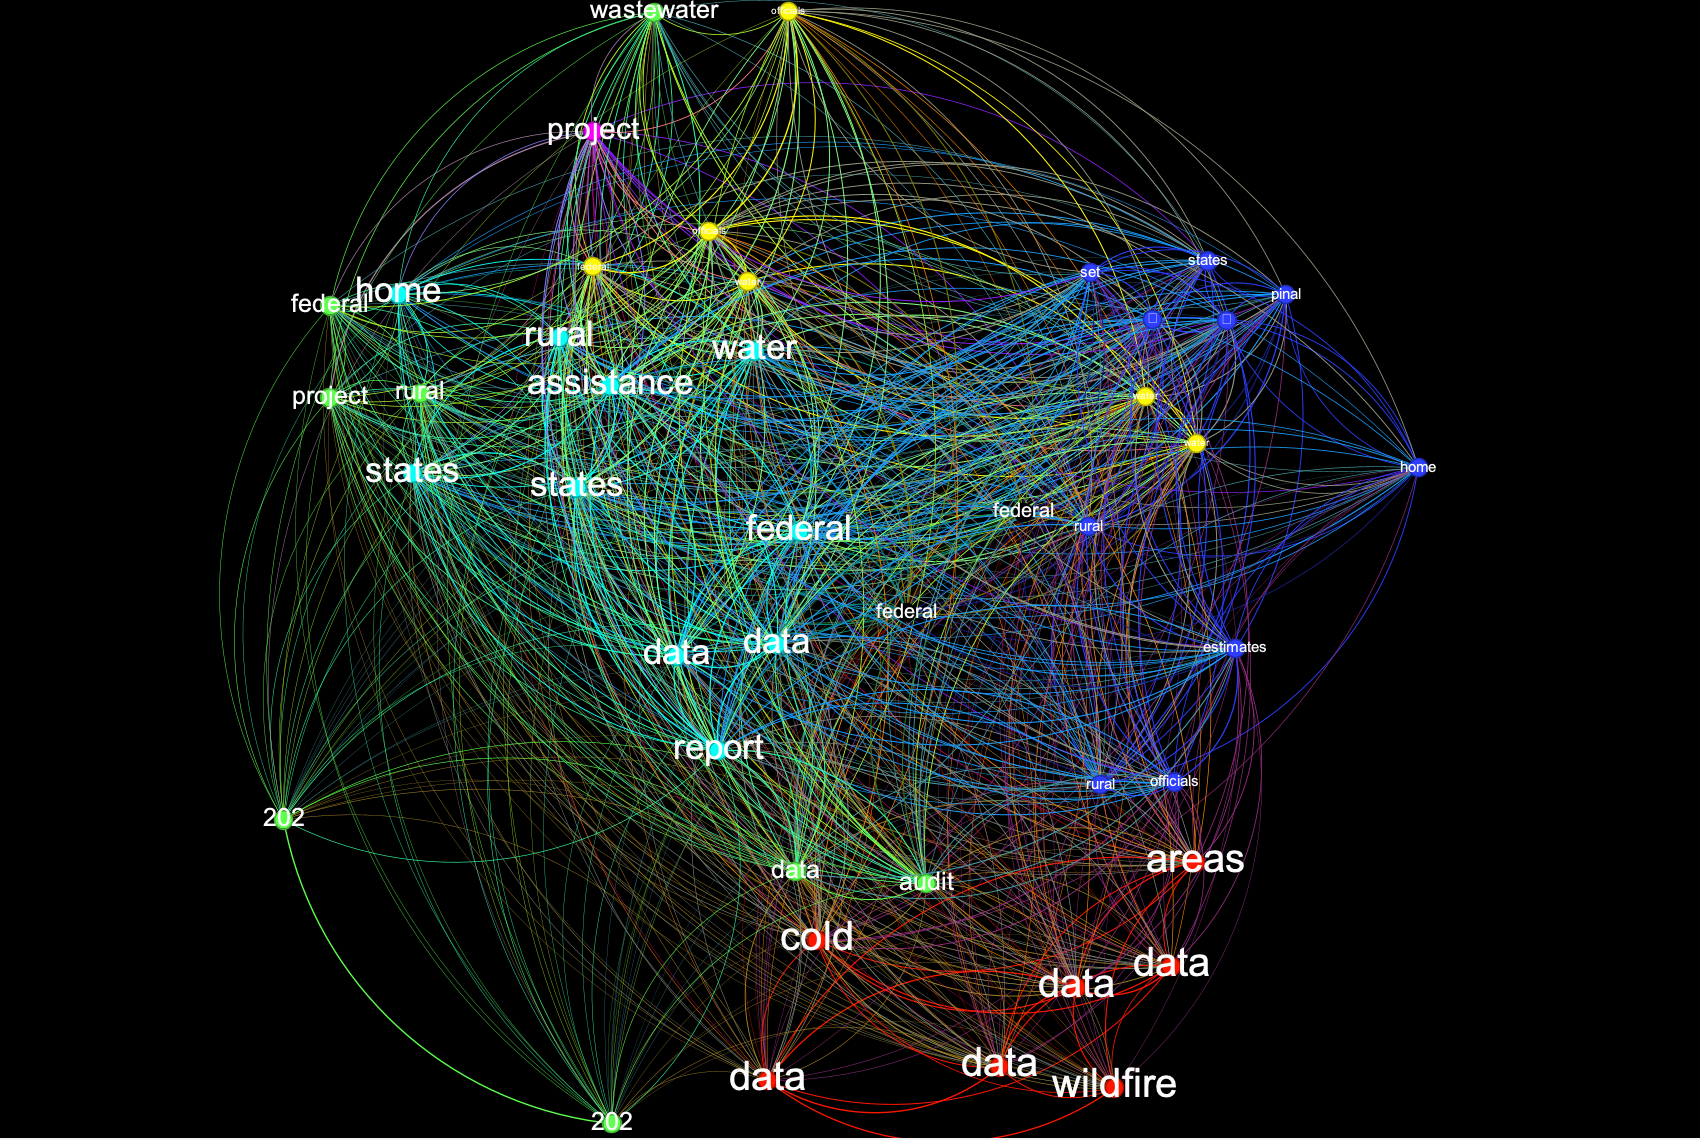 wastewater
officials
project
officials
federal
water
states
set
pinal
home
federal
rural
water
assistance
project
rural
water
water
states
states
home
federal
federal
rural
federal
data
data
estimates
report
rural
officials
202
areas
data
audit
cold
data
data
data
data
wildfire
202